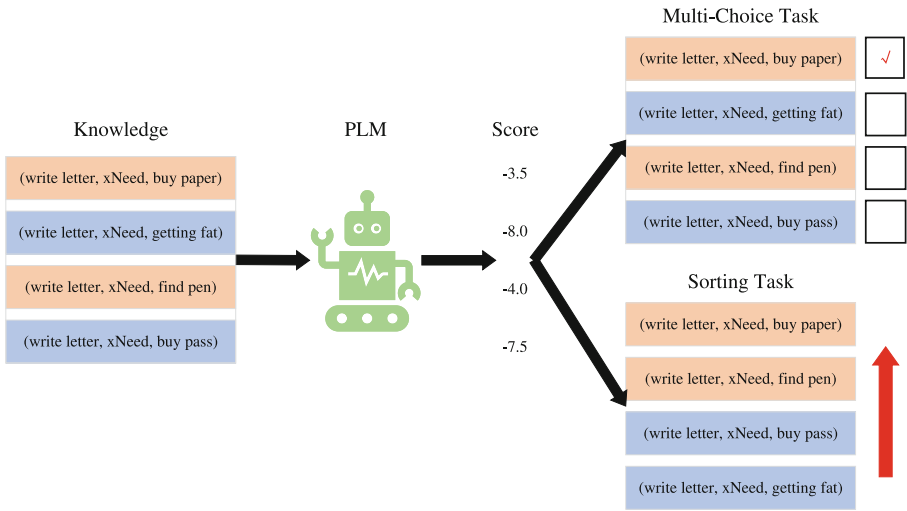 Knowledge
(write letter, xNeed, buy paper)
(write letter, xNeed, getting fat)
(write letter, xNeed, find pen)
(write letter, xNeed, buy pass)
PLM
Score
-3.5
-8.0
-4.0
-7.5
Multi-Choice Task
(write letter, xNeed, buy paper) √
(write letter, xNeed, getting fat)
(write letter, xNeed, find pen)
(write letter, xNeed, buy pass)
Sorting Task
(write letter, xNeed, buy paper)
(write letter, xNeed, find pen)
(write letter, xNeed, buy pass)
(write letter, xNeed, getting fat)